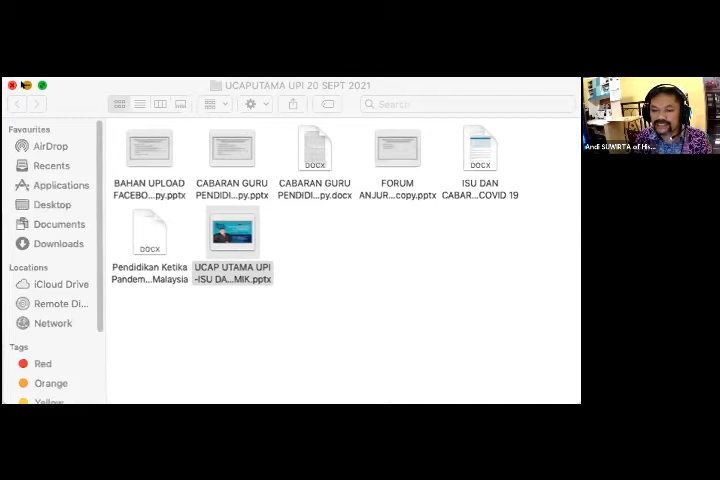 UCAPUTAMA UPI 20 SEPT 2021
Search
Favourites
AirDrop
Recents
Applications
Desktop
Documents
Downloads
Locations
iCloud Drive
Remote Di...
Network
Tags
Red
Orange
Yellow
BAHAN UPLOAD
FACEBO...py.pptx
CABARAN GURU
PENDIDI...py.pptx
DOCX
CABARAN GURU
PENDIDI...py.docx
FORUM
ANJUR...copy.pptx
DOCX
ISU DAN
CABAR...COVID 19
DOCX
Pendidikan Ketika
Pandem...Malaysia
UCAP UTAMA UPI
-ISU DA...MIK.pptx
Andi SUWIRTA of His...